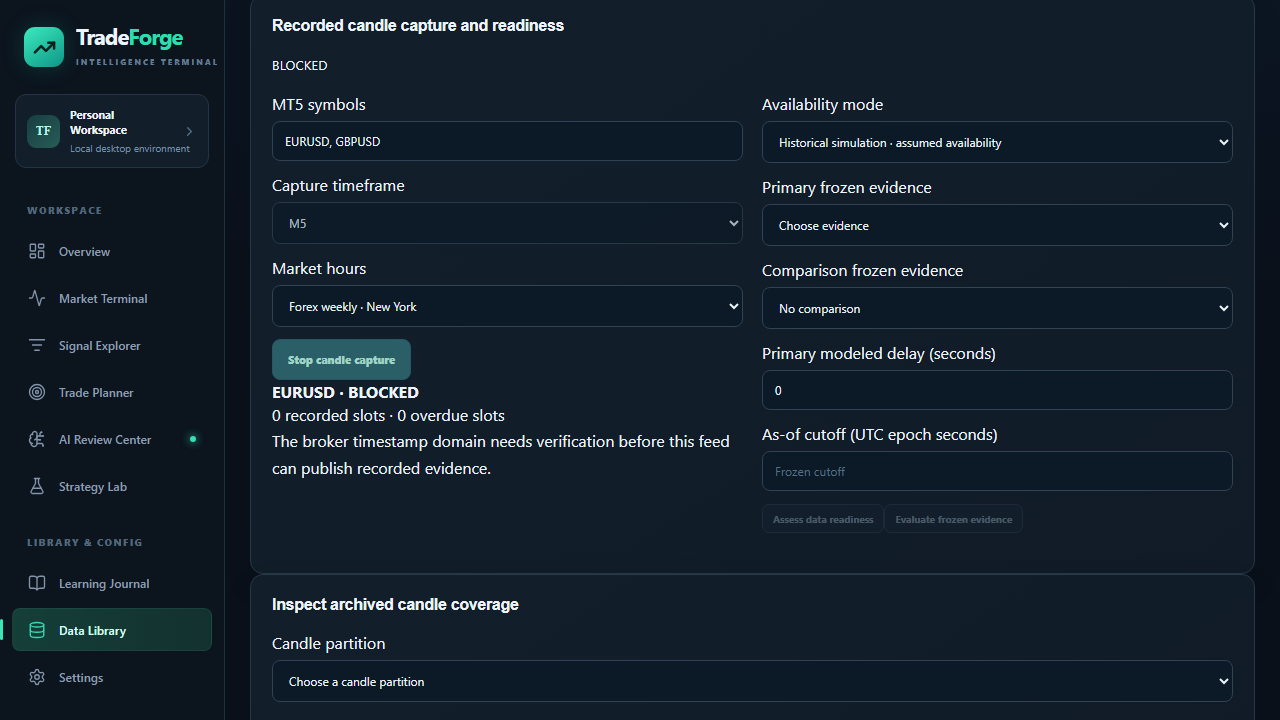 TradeForge
INTELLIGENCE TERMINAL
TF
Personal
Workspace
Local desktop environment
WORKSPACE
Overview
Market Terminal
Signal Explorer
Trade Planner
AI Review Center
Strategy Lab
LIBRARY & CONFIG
Learning Journal
Data Library
Settings
Recorded candle capture and readiness
BLOCKED
MT5 symbols
EURUSD, GBPUSD
Capture timeframe
M5
Market hours
Forex weekly · New York
Stop candle capture
EURUSD · BLOCKED
0 recorded slots · 0 overdue slots
The broker timestamp domain needs verification before this feed
can publish recorded evidence.
Availability mode
Historical simulation · assumed availability
Primary frozen evidence
Choose evidence
Comparison frozen evidence
No comparison
Primary modeled delay (seconds)
0
As-of cutoff (UTC epoch seconds)
Frozen cutoff
Assess data readiness
Evaluate frozen evidence
Inspect archived candle coverage
Candle partition
Choose a candle partition